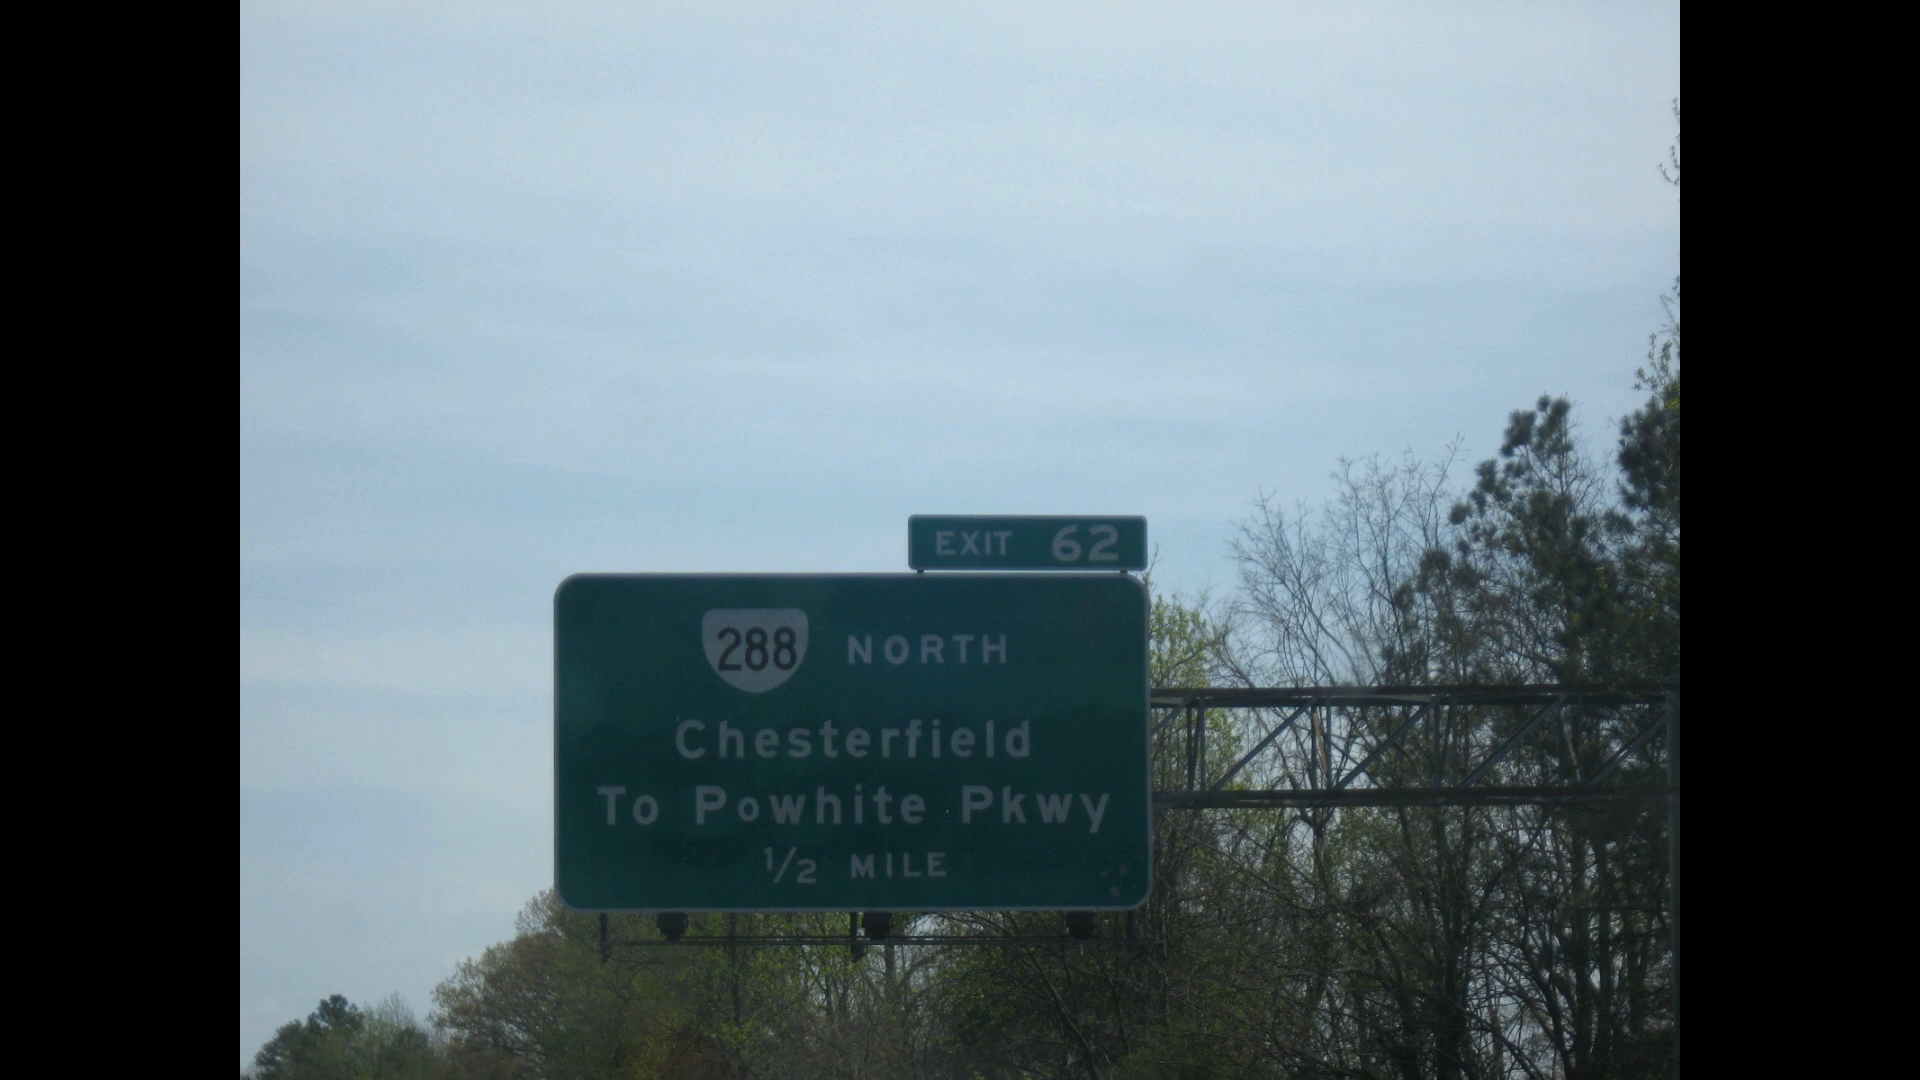 EXIT 62
288 NORTH
Chesterfield
To Powhite Pkwy
1/2 MILE